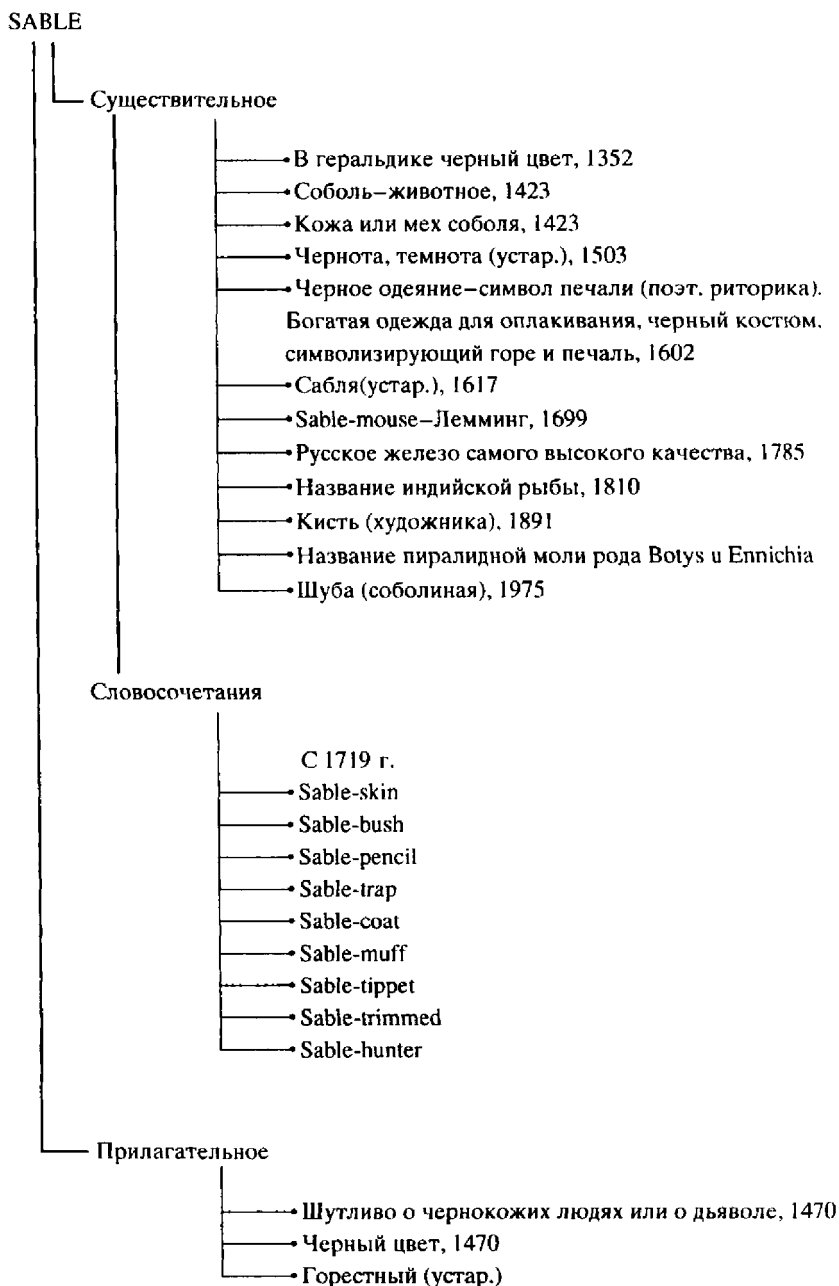 SABLE
Существительное
В геральдике черный цвет, 1352
Соболь–животное, 1423
Кожа или мех соболя, 1423
Чернота, темнота (устар.), 1503
Черное одеяние–символ печали (поэт. риторика).
Богатая одежда для оплакивания, черный костюм,
символизирующий горе и печаль, 1602
Сабля(устар.), 1617
Sable-mouse–Лемминг, 1699
Русское железо самого высокого качества, 1785
Название индийской рыбы, 1810
Кисть (художника), 1891
Название пиралидной моли рода Botys и Ennichia
Шуба (соболиная), 1975
Словосочетания
С 1719 г.
Sable-skin
Sable-bush
Sable-pencil
Sable-trap
Sable-coat
Sable-muff
Sable-tippet
Sable-trimmed
Sable-hunter
Прилагательное
Шутливо о чернокожих людях или о дьяволе, 1470
Черный цвет, 1470
Горестный (устар.)